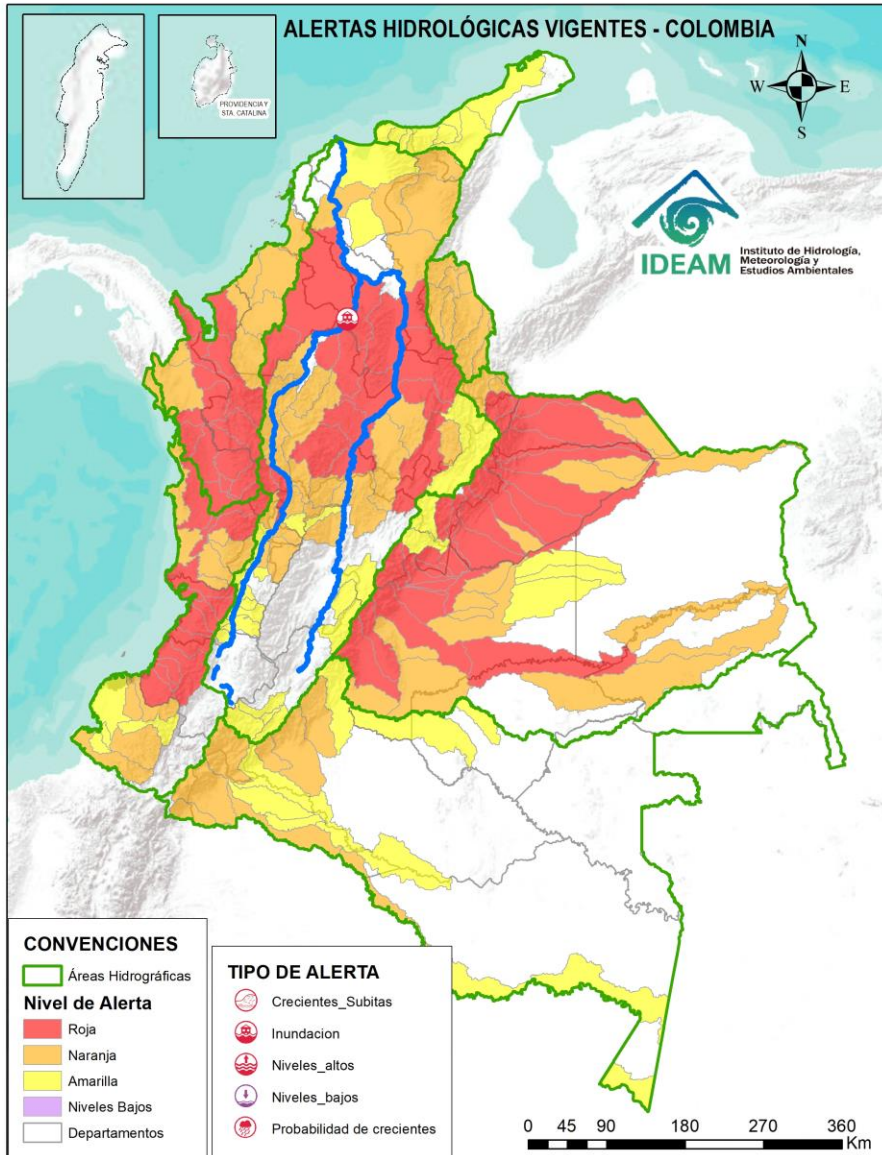 ALERTAS HIDROLÓGICAS VIGENTES - COLOMBIA
PROVIDENCIA Y
STA. CATALINA
N
W
E
S
IDEAM
Instituto de Hidrología,
Meteorología y
Estudios Ambientales
CONVENCIONES
Áreas Hidrográficas
Nivel de Alerta
Roja
Naranja
Amarilla
Niveles Bajos
Departamentos
TIPO DE ALERTA
Crecientes_Subitas
Inundacion
Niveles_altos
Niveles_bajos
Probabilidad de crecientes
0 45 90 180 270 360
Km